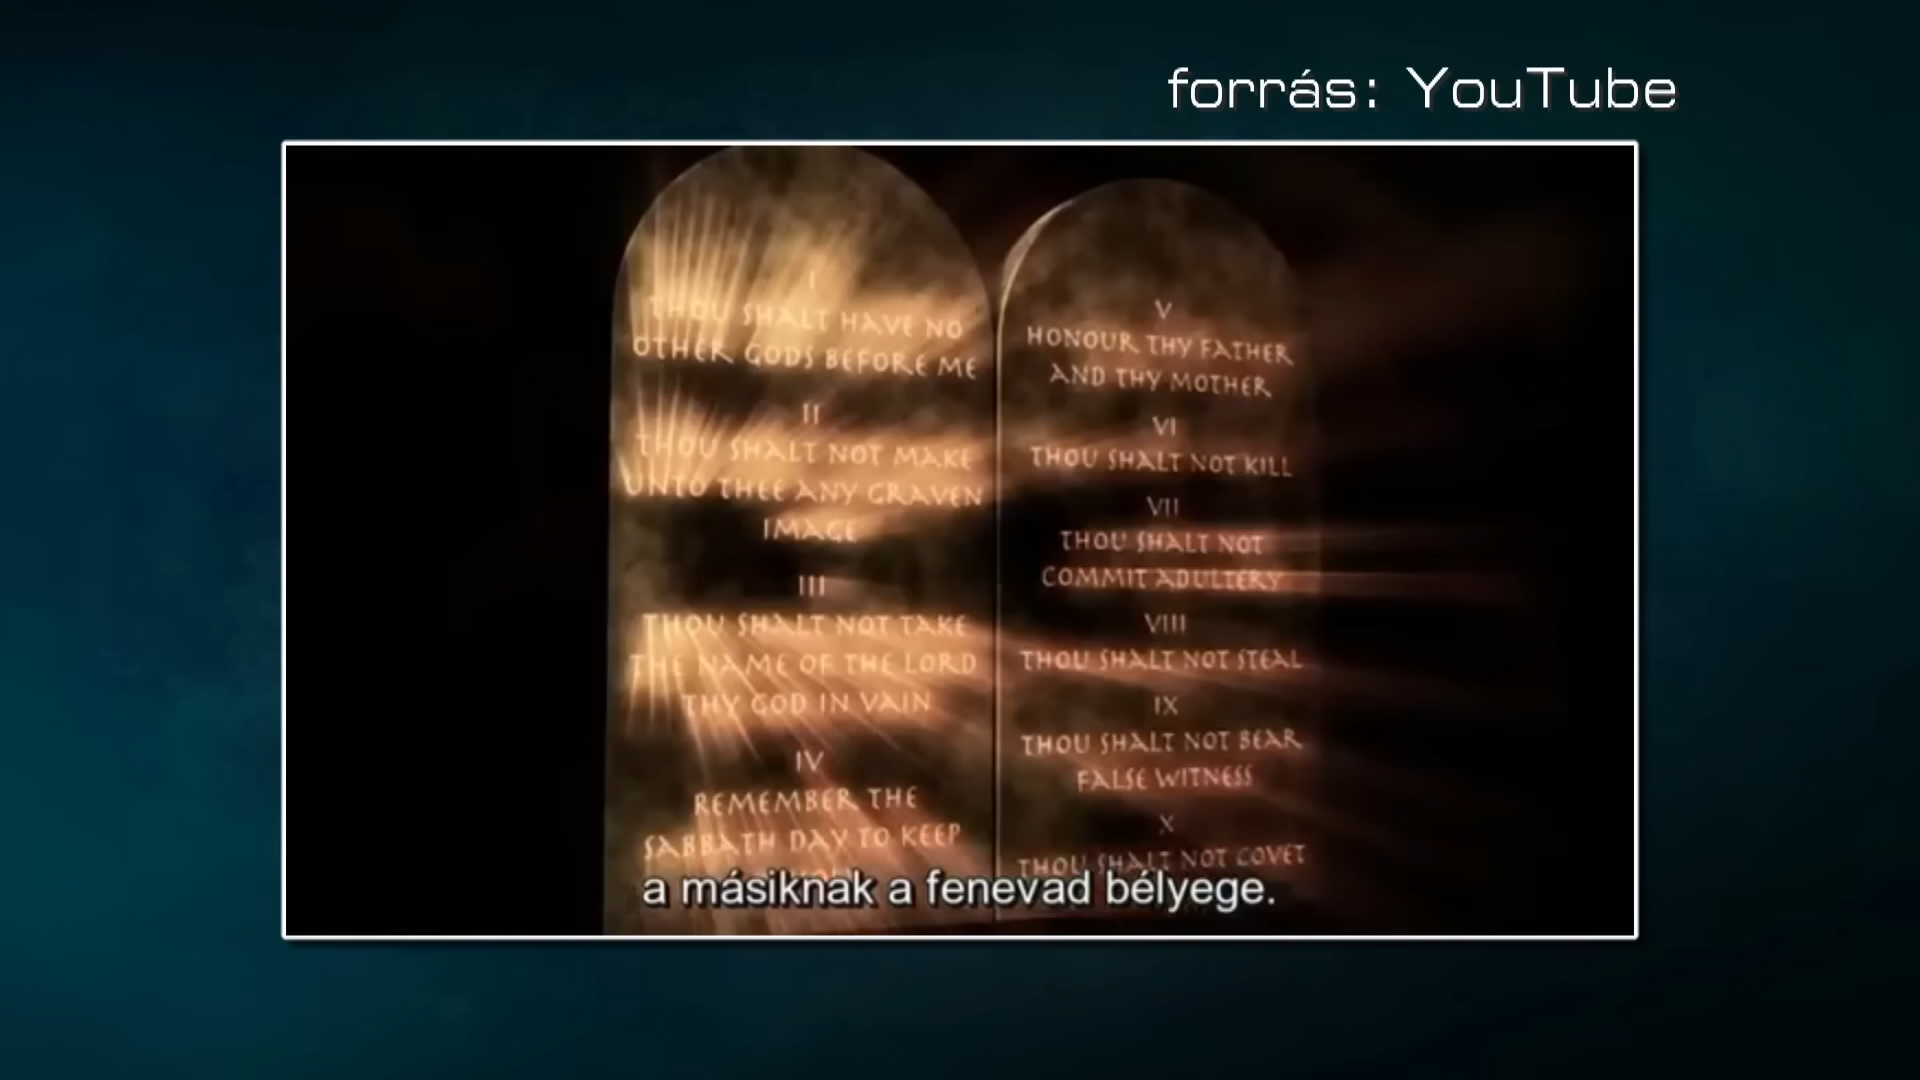 forrás: YouTube
I
THOU SHALT HAVE NO
OTHER GODS BEFORE ME
II
THOU SHALT NOT MAKE
UNTO THEE ANY GRAVEN
IMAGE
III
THOU SHALT NOT TAKE
THE NAME OF THE LORD
THY GOD IN VAIN
IV
REMEMBER THE
SABBATH DAY TO KEEP
V
HONOUR THY FATHER
AND THY MOTHER
VI
THOU SHALT NOT KILL
VII
THOU SHALT NOT
COMMIT ADULTERY
VIII
THOU SHALT NOT STEAL
IX
THOU SHALT NOT BEAR
FALSE WITNESS
X
THOU SHALT NOT COVET
a másiknak a fenevad bélyege.